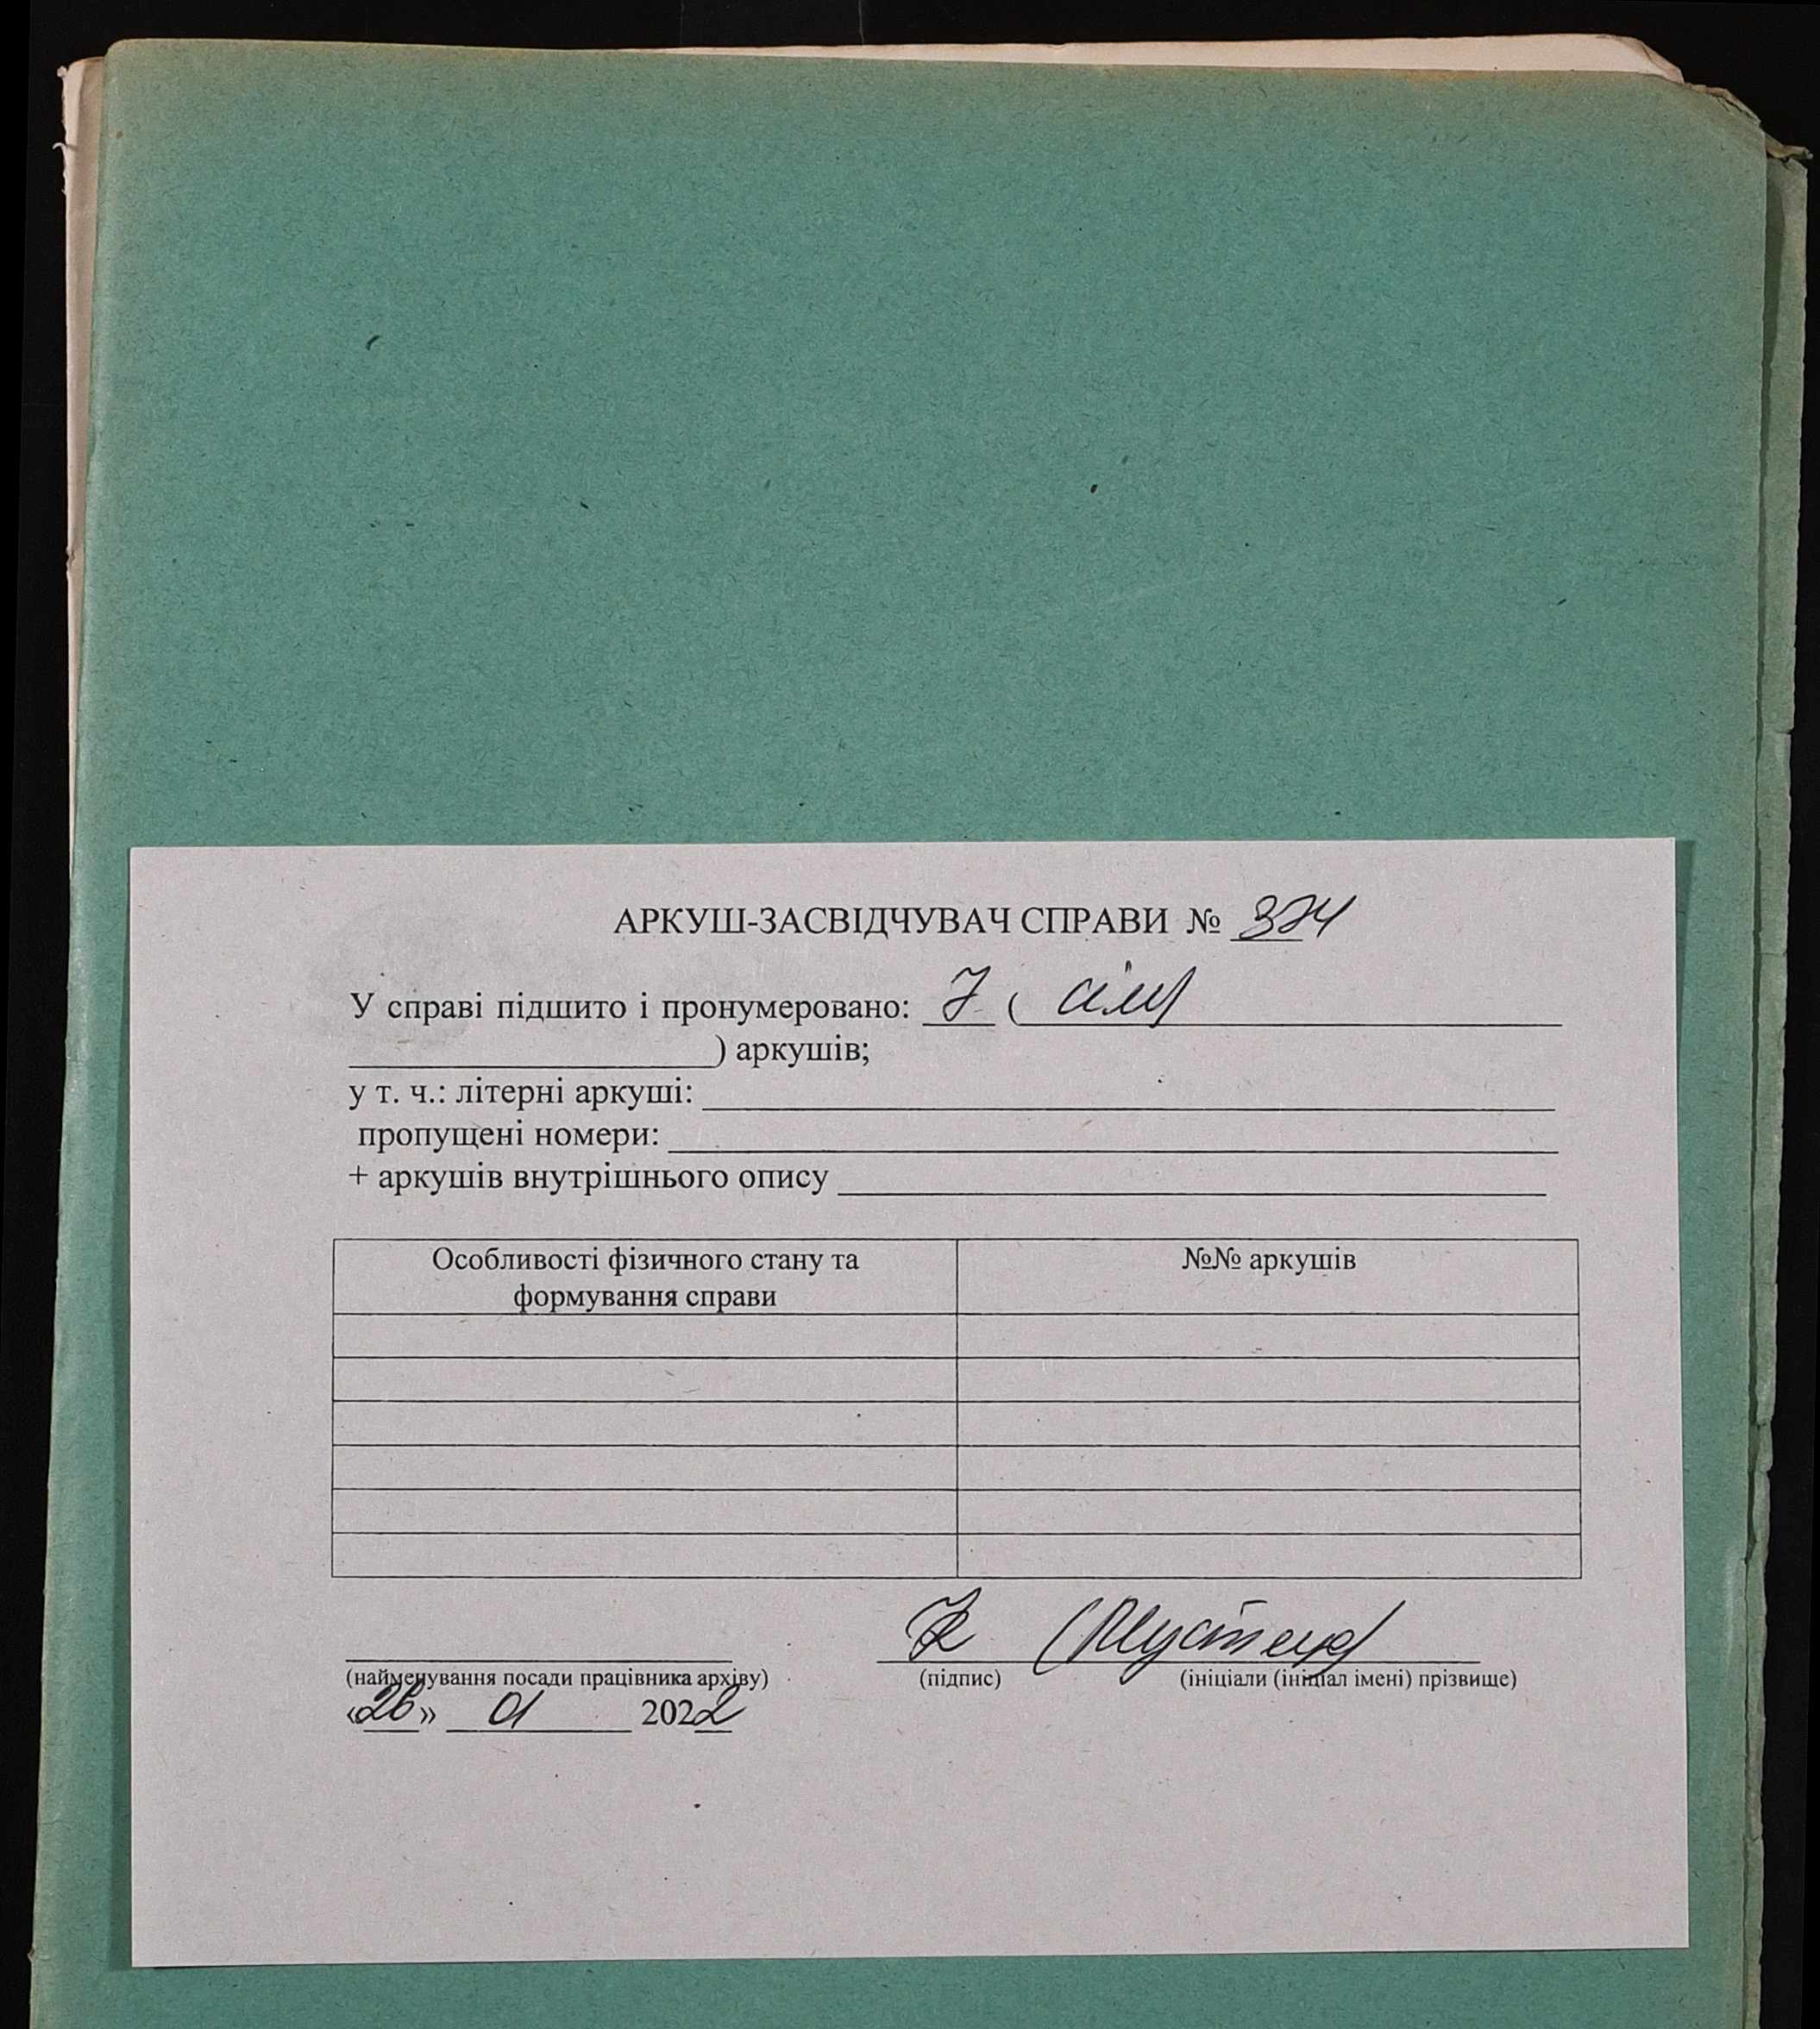 АРКУШ-ЗАСВІДЧУВАЧ СПРАВИ № 374
У справі підшито і пронумеровано: 7 ( сім
) аркушів;
у т. ч.: літерні аркуші:
пропущені номери:
+ аркушів внутрішнього опису
Особливості фізичного стану та формування справи
№№ аркушів
(найменування посади працівника архіву) (підпис) (ініціали (ініціал імені) прізвище)
«26» 01 2022